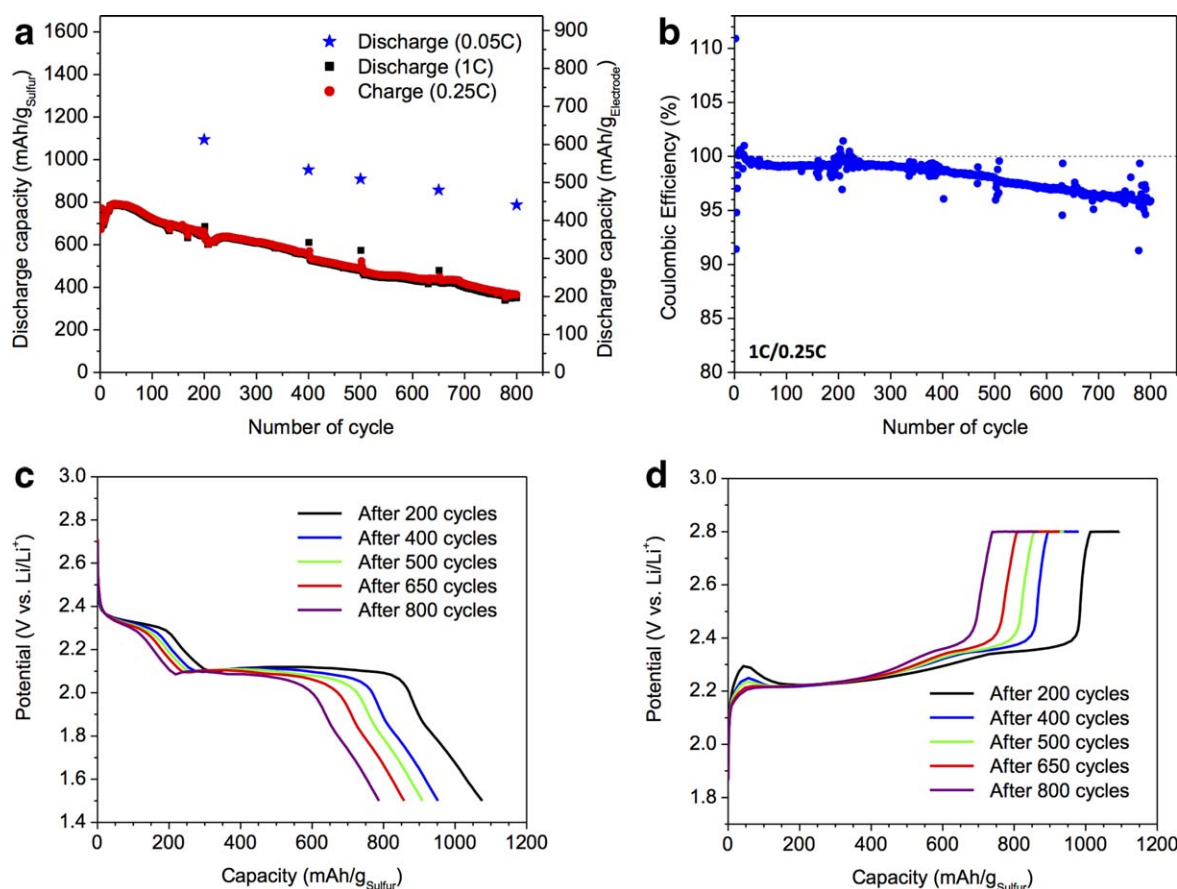 a
1600
1400
1200
1000
800
600
400
200
0
Discharge capacity (mAh/gSulfur)
★ Discharge (0.05C)
■ Discharge (1C)
● Charge (0.25C)
900
800
700
600
500
400
300
200
100
0
Discharge capacity (mAh/gElectrode)
0 100 200 300 400 500 600 700 800
Number of cycle
b
110
105
100
95
90
85
80
Coulombic Efficiency (%)
1C/0.25C
0 100 200 300 400 500 600 700 800
Number of cycle
c
3.0
2.8
2.6
2.4
2.2
2.0
1.8
1.6
1.4
Potential (V vs. Li/Li⁺)
After 200 cycles
After 400 cycles
After 500 cycles
After 650 cycles
After 800 cycles
0 200 400 600 800 1000 1200
Capacity (mAh/gSulfur)
d
3.0
2.8
2.6
2.4
2.2
2.0
1.8
Potential (V vs. Li/Li⁺)
After 200 cycles
After 400 cycles
After 500 cycles
After 650 cycles
After 800 cycles
0 200 400 600 800 1000 1200
Capacity (mAh/gSulfur)